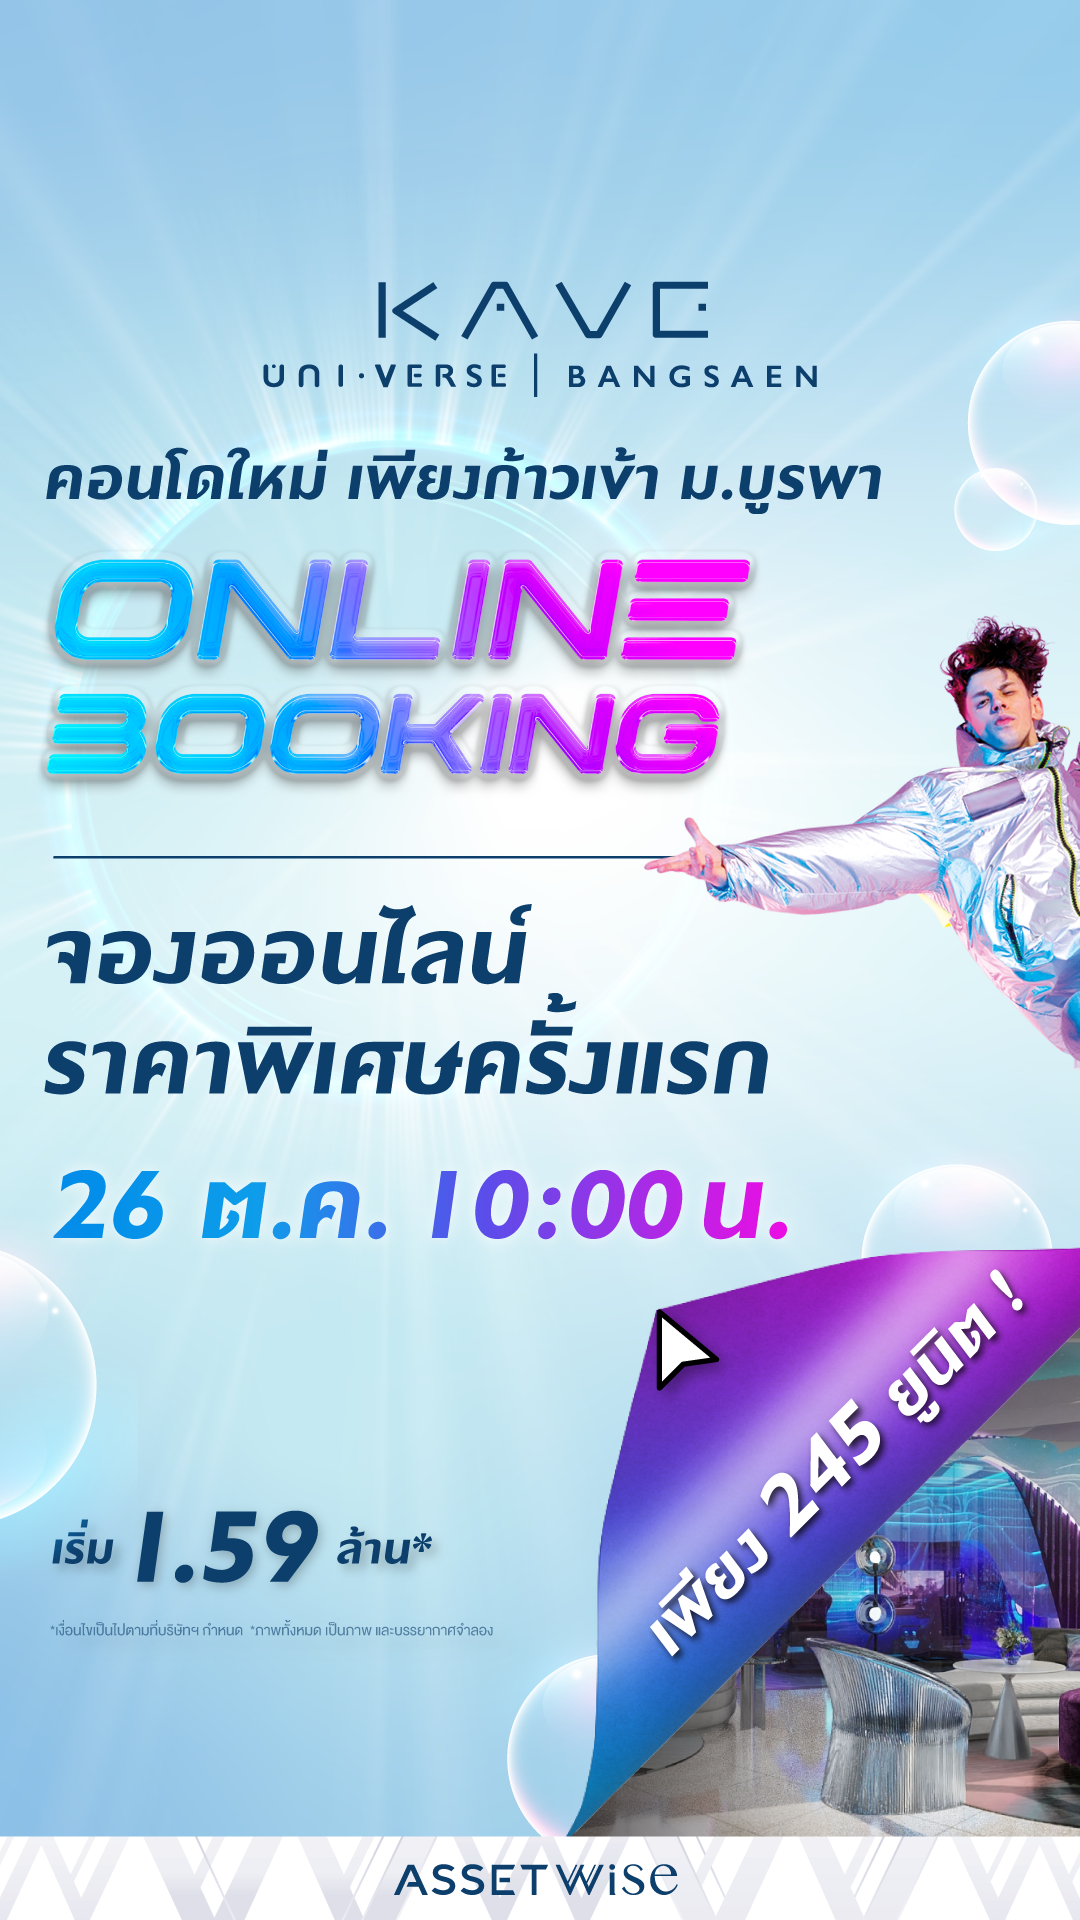 KAVE
UNI·VERSE | BANGSAEN
คอนโดใหม่ เพียงก้าวเข้า ม.บูรพา
ONLINE
BOOKING
จองออนไลน์
ราคาพิเศษครั้งแรก
26 ต.ค. 10:00 น.
เพียง 245 ยูนิต !
เริ่ม 1.59 ล้าน*
*เงื่อนไขเป็นไปตามที่บริษัทฯ กำหนด *ภาพทั้งหมด เป็นภาพ และบรรยากาศจำลอง
ASSETWISE